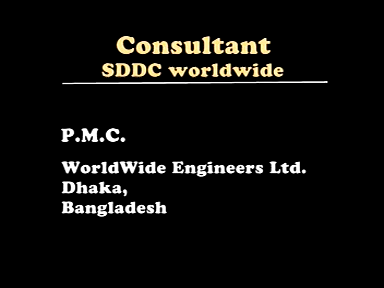 Consultant
SDDC worldwide
P.M.C.
WorldWide Engineers Ltd.
Dhaka,
Bangladesh